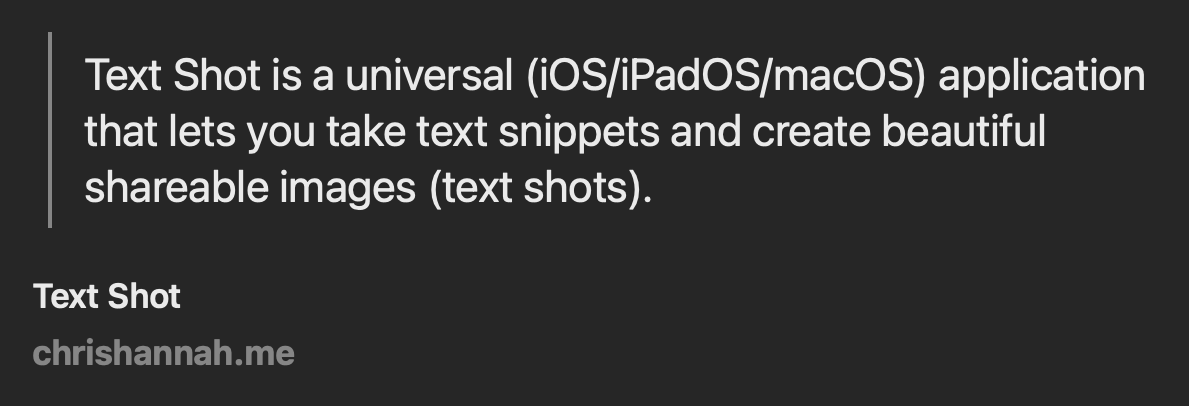 Text Shot is a universal (iOS/iPadOS/macOS) application
that lets you take text snippets and create beautiful
shareable images (text shots).
Text Shot
chrishannah.me